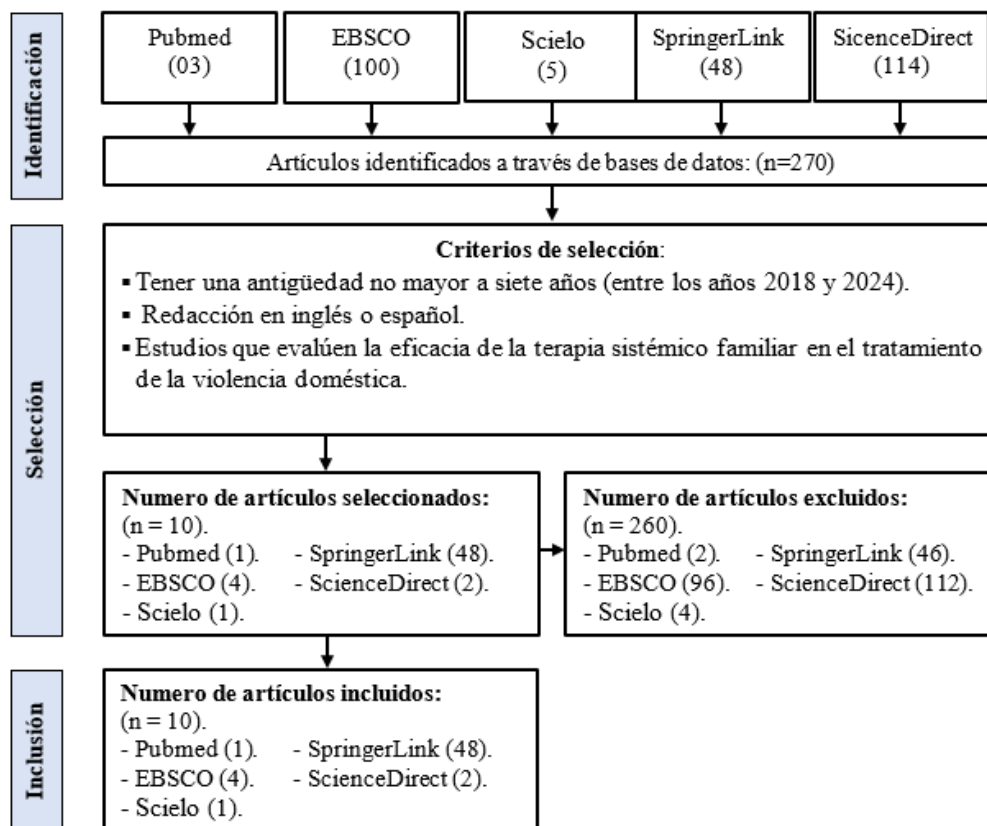 Identificación
Pubmed
(03)
EBSCO
(100)
Scielo
(5)
SpringerLink
(48)
SicenceDirect
(114)
Artículos identificados a través de bases de datos: (n=270)
Selección
Criterios de selección:
▪ Tener una antigüedad no mayor a siete años (entre los años 2018 y 2024).
▪ Redacción en inglés o español.
▪ Estudios que evalúen la eficacia de la terapia sistémico familiar en el tratamiento
de la violencia doméstica.
Numero de artículos seleccionados:
(n = 10).
- Pubmed (1). - SpringerLink (48).
- EBSCO (4). - ScienceDirect (2).
- Scielo (1).
Numero de artículos excluidos:
(n = 260).
- Pubmed (2). - SpringerLink (46).
- EBSCO (96). - ScienceDirect (112).
- Scielo (4).
Inclusión
Numero de artículos incluidos:
(n = 10).
- Pubmed (1). - SpringerLink (48).
- EBSCO (4). - ScienceDirect (2).
- Scielo (1).